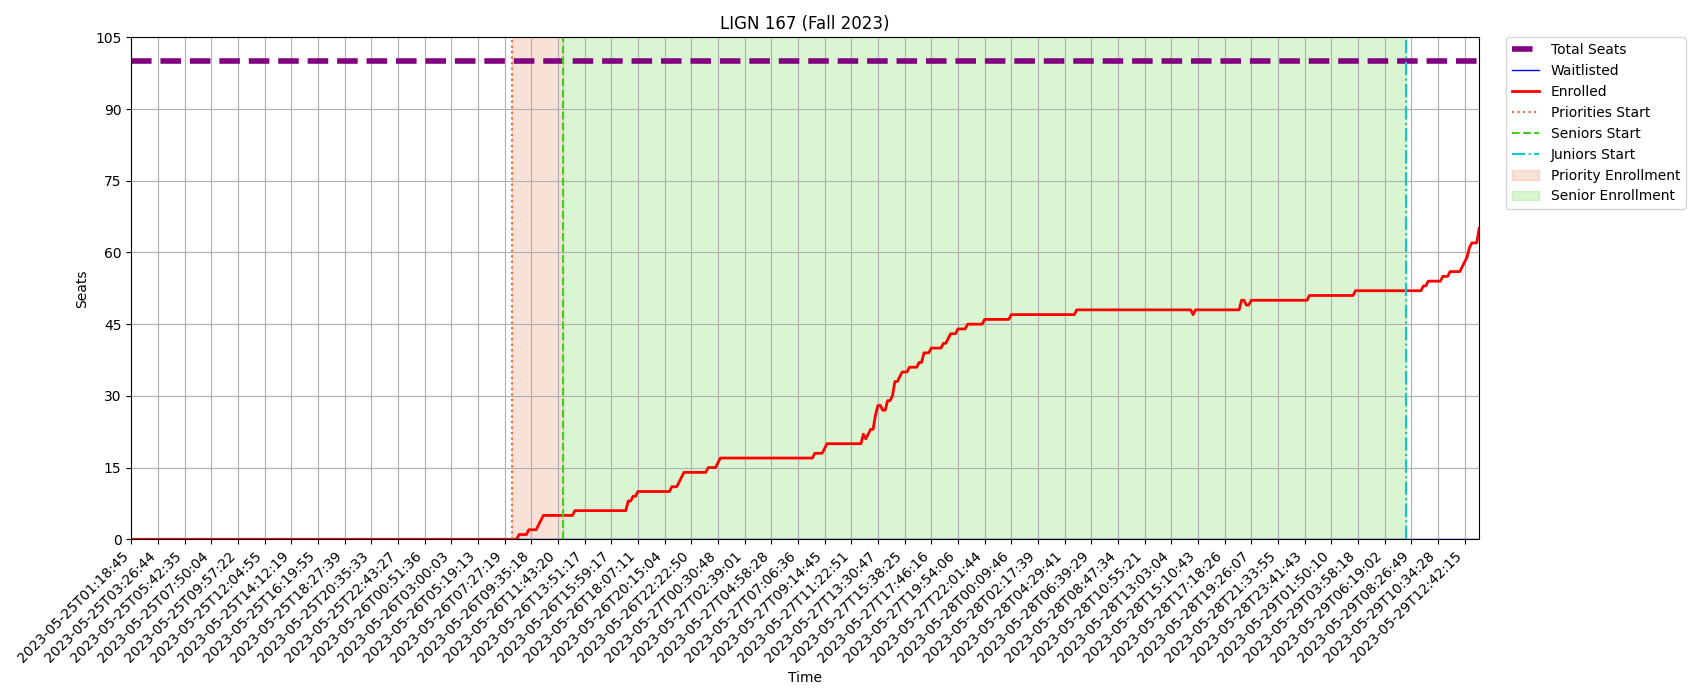 LIGN 167 (Fall 2023)
105
90
75
60
45
30
15
0
Seats
Total Seats
Waitlisted
Enrolled
Priorities Start
Seniors Start
Juniors Start
Priority Enrollment
Senior Enrollment
2023-05-25T01:18:45
2023-05-25T03:26:44
2023-05-25T05:42:35
2023-05-25T07:50:04
2023-05-25T09:57:22
2023-05-25T12:04:55
2023-05-25T14:12:19
2023-05-25T16:19:55
2023-05-25T18:27:39
2023-05-25T20:35:33
2023-05-25T22:43:27
2023-05-26T00:51:36
2023-05-26T03:00:03
2023-05-26T05:19:13
2023-05-26T07:27:19
2023-05-26T09:35:18
2023-05-26T11:43:20
2023-05-26T13:51:17
2023-05-26T15:59:17
2023-05-26T18:07:11
2023-05-26T20:15:04
2023-05-26T22:22:50
2023-05-27T00:30:48
2023-05-27T02:39:01
2023-05-27T04:58:28
2023-05-27T07:06:36
2023-05-27T09:14:45
2023-05-27T11:22:51
2023-05-27T13:30:47
2023-05-27T15:38:25
2023-05-27T17:46:16
2023-05-27T19:54:06
2023-05-27T22:01:44
2023-05-28T00:09:46
2023-05-28T02:17:39
2023-05-28T04:29:41
2023-05-28T06:39:29
2023-05-28T08:47:34
2023-05-28T10:55:21
2023-05-28T13:03:04
2023-05-28T15:10:43
2023-05-28T17:18:26
2023-05-28T19:26:07
2023-05-28T21:33:55
2023-05-28T23:41:43
2023-05-29T01:50:10
2023-05-29T03:58:18
2023-05-29T06:19:02
2023-05-29T08:26:49
2023-05-29T10:34:28
2023-05-29T12:42:15
Time